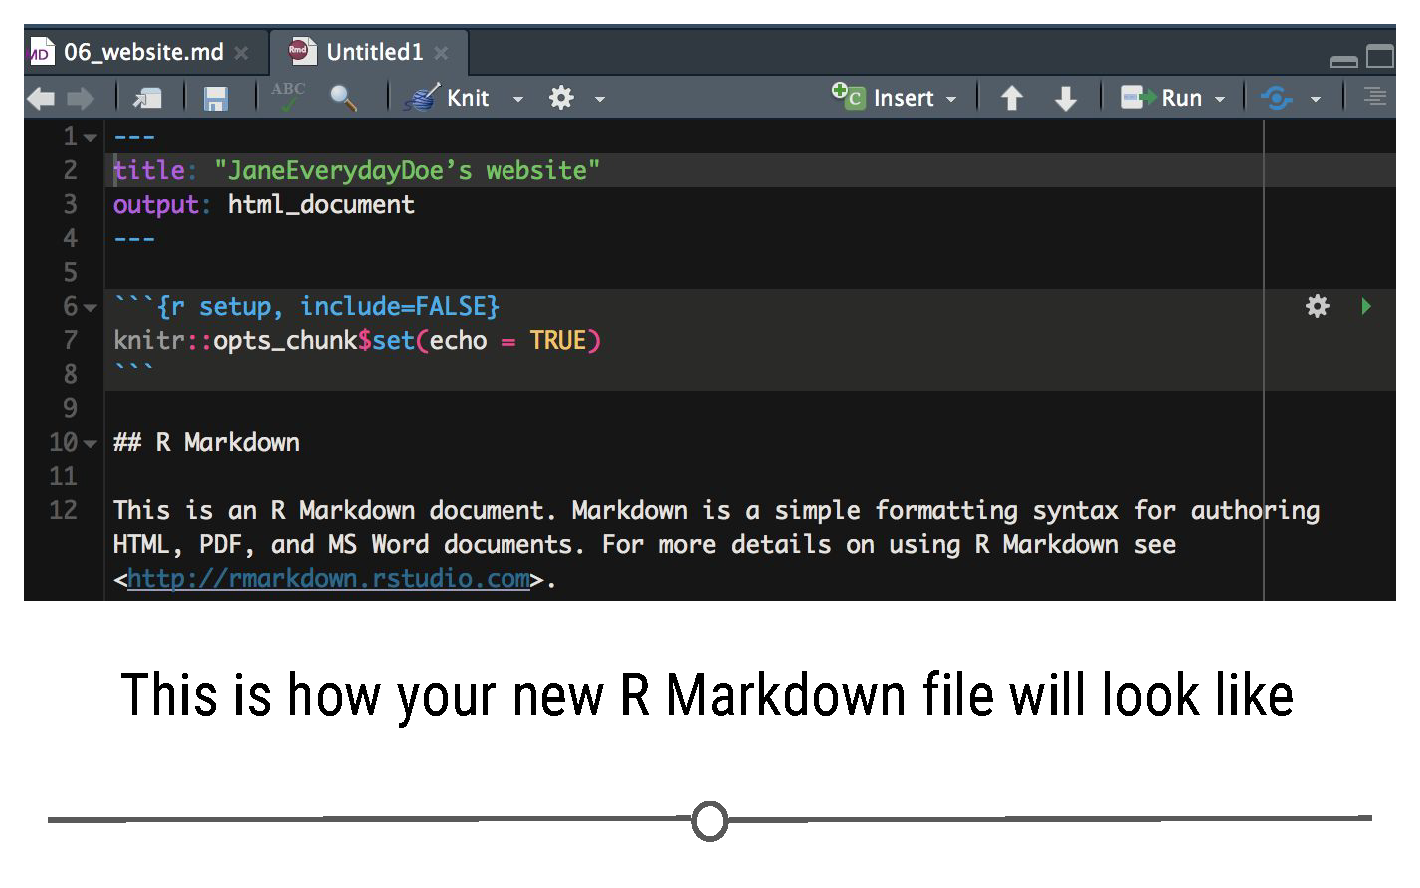 MD 06_website.md × Rmd Untitled1 ×
ABC Knit C Insert Run
1 ---
2 title: "JaneEverydayDoe’s website"
3 output: html_document
4 ---
5
6 ```{r setup, include=FALSE}
7 knitr::opts_chunk$set(echo = TRUE)
8 ```
9
10 ## R Markdown
11
12 This is an R Markdown document. Markdown is a simple formatting syntax for authoring
HTML, PDF, and MS Word documents. For more details on using R Markdown see
<http://rmarkdown.rstudio.com>.
This is how your new R Markdown file will look like